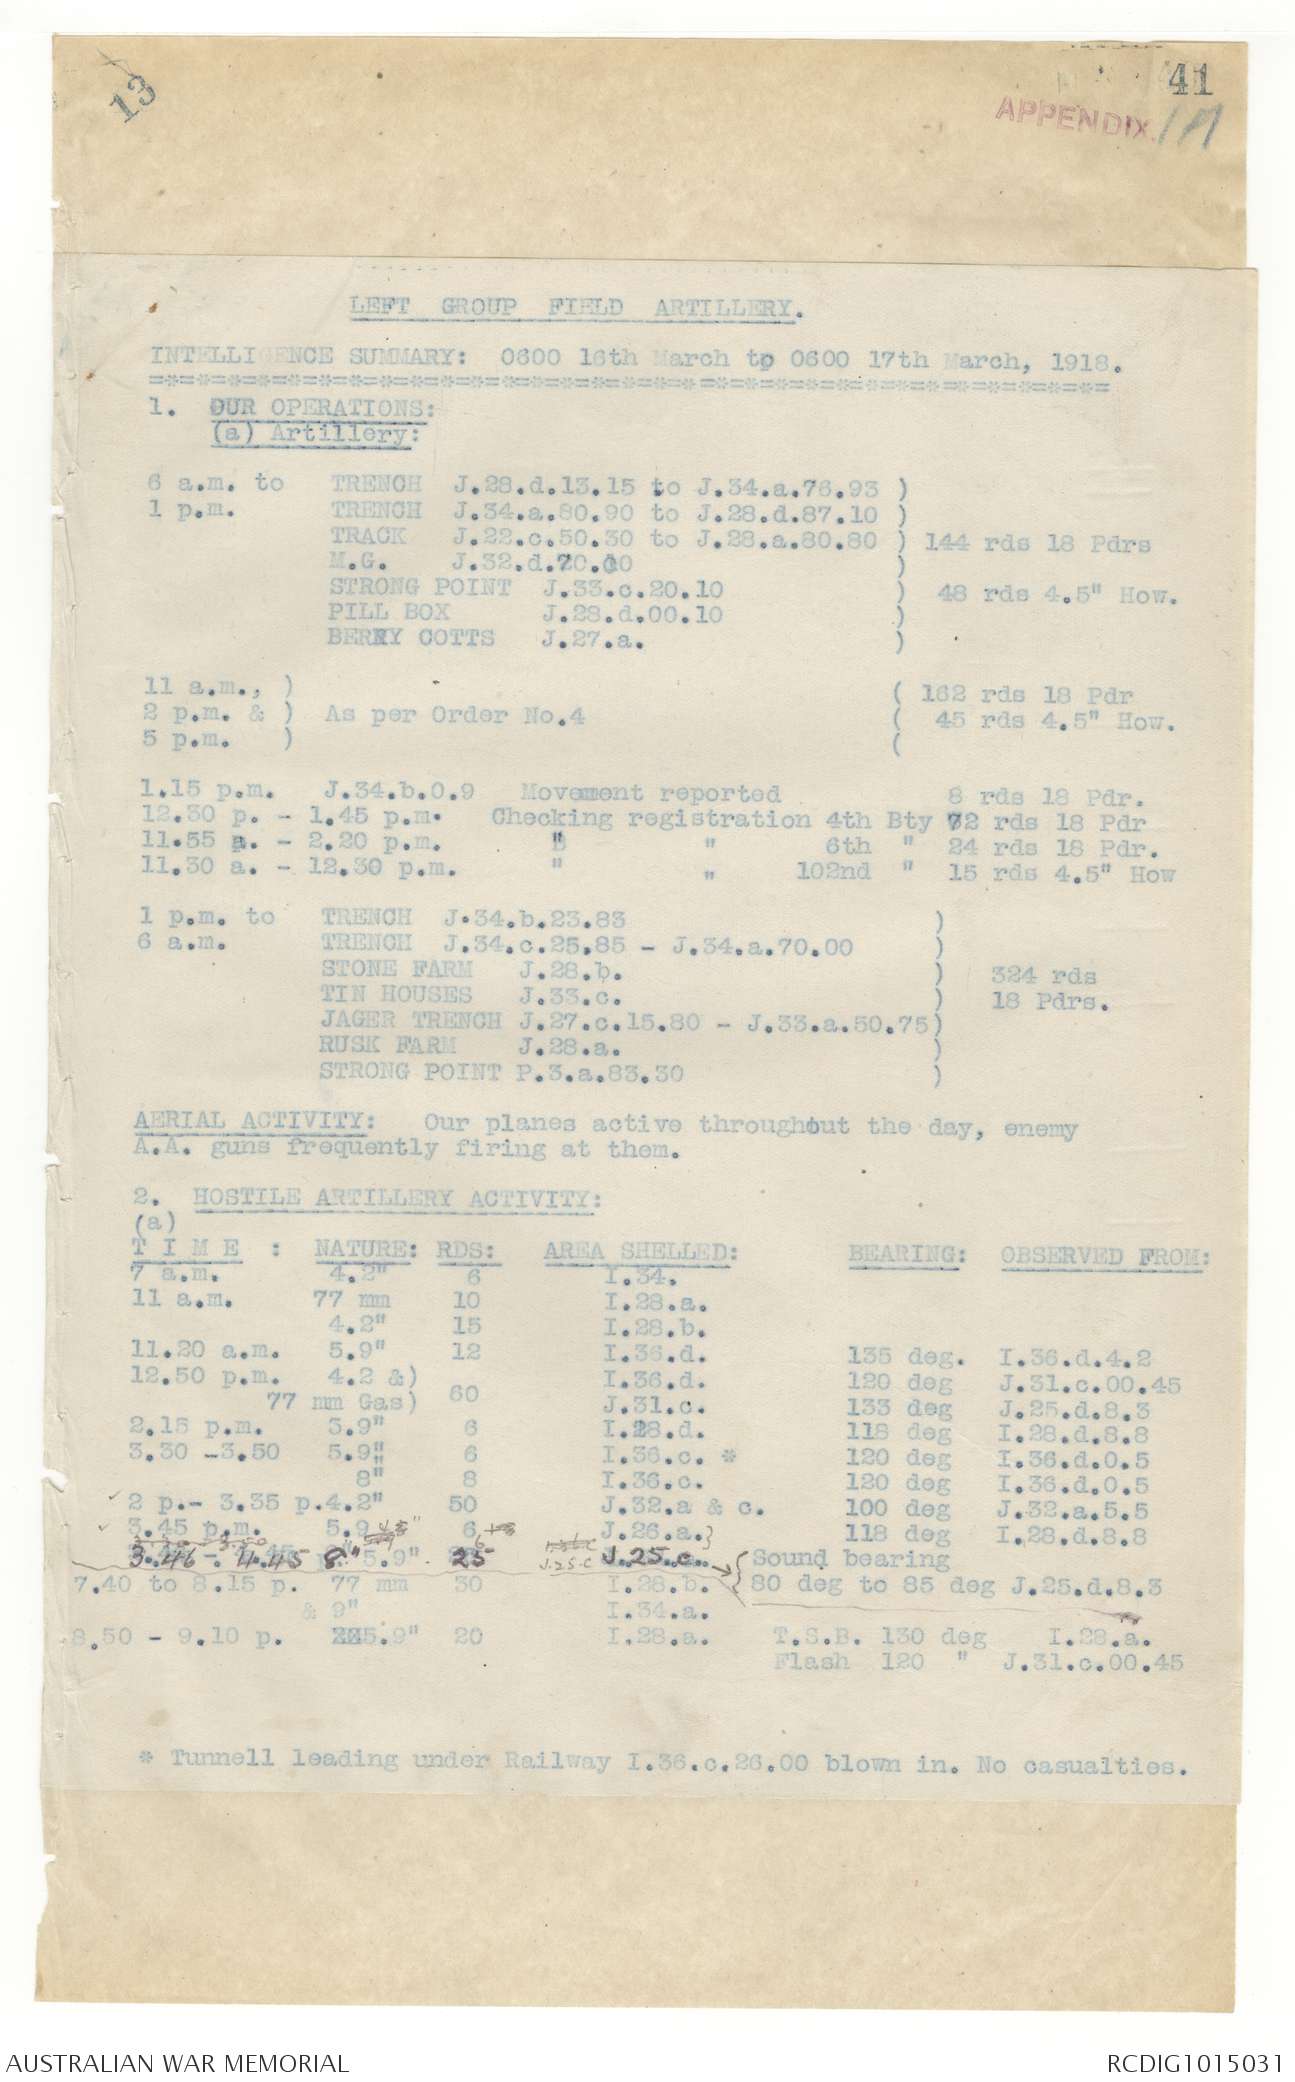 13
41
APPENDIX.
LEFT GROUP FIELD ARTILLERY.
INTELLIGENCE SUMMARY: 0600 16th March to 0600 17th March, 1918.
=*=*=*=*=*=*=*=*=*=*=*=*=*=*=*=*=*=*=*=*=*=*=*=*=*=*=*=*=*=*=*=
1. OUR OPERATIONS:
(a) Artillery:
6 a.m. to TRENCH J.28.d.13.15 to J.34.a.76.93 )
1 p.m. TRENCH J.34.a.80.90 to J.28.d.87.10 )
TRACK J.22.c.50.30 to J.28.a.80.80 ) 144 rds 18 Pdrs
M.G. J.32.d.70.00 )
STRONG POINT J.33.c.20.10 ) 48 rds 4.5" How.
PILL BOX J.28.d.00.10 )
BERRY COTTS J.27.a. )
11 a.m., ) ( 162 rds 18 Pdr
2 p.m. & ) As per Order No.4 ( 45 rds 4.5" How.
5 p.m. ) (
1.15 p.m. J.34.b.0.9 Movement reported 8 rds 18 Pdr.
12.30 p. - 1.45 p.m. Checking registration 4th Bty 72 rds 18 Pdr
11.55 a. - 2.20 p.m. " " 6th " 24 rds 18 Pdr.
11.30 a. - 12.30 p.m. " " 102nd " 15 rds 4.5" How
1 p.m. to TRENCH J.34.b.23.83 )
6 a.m. TRENCH J.34.c.25.85 - J.34.a.70.00 )
STONE FARM J.28.b. ) 324 rds
TIN HOUSES J.33.c. ) 18 Pdrs.
JAGER TRENCH J.27.c.15.80 - J.33.a.50.75)
RUSK FARM J.28.a. )
STRONG POINT P.3.a.83.30 )
AERIAL ACTIVITY: Our planes active throughout the day, enemy
A.A. guns frequently firing at them.
2. HOSTILE ARTILLERY ACTIVITY:
(a)
T I M E : NATURE: RDS: AREA SHELLED: BEARING: OBSERVED FROM:
7 a.m. 4.2" 6 I.34.
11 a.m. 77 mm 10 I.28.a.
4.2" 15 I.28.b.
11.20 a.m. 5.9" 12 I.36.d. 135 deg. I.36.d.4.2
12.50 p.m. 4.2 &) I.36.d. 120 deg J.31.c.00.45
77 mm Gas) 60 J.31.c. 133 deg J.25.d.8.3
2.15 p.m. 5.9" 6 I.28.d. 118 deg I.28.d.8.8
3.30 -3.50 5.9" 6 I.36.c. * 120 deg I.36.d.0.5
8" 8 I.36.c. 120 deg I.36.d.0.5
2 p.- 3.35 p.4.2" 50 J.32.a & c. 100 deg J.32.a.5.5
3.45 p.m. 5.9 6 J.26.a.} 118 deg I.28.d.8.8
3.46 - 4.45 8" 5.9" 25 J.25.c J.25.c. { Sound bearing
7.40 to 8.15 p. 77 mm 30 I.28.b. 80 deg to 85 deg J.25.d.8.3
& 9" I.34.a.
8.50 - 9.10 p. 5.9" 20 I.28.a. T.S.B. 130 deg I.28.a.
Flash 120 " J.31.c.00.45
* Tunnell leading under Railway I.36.c.26.00 blown in. No casualties.
AUSTRALIAN WAR MEMORIAL
RCDIG1015031